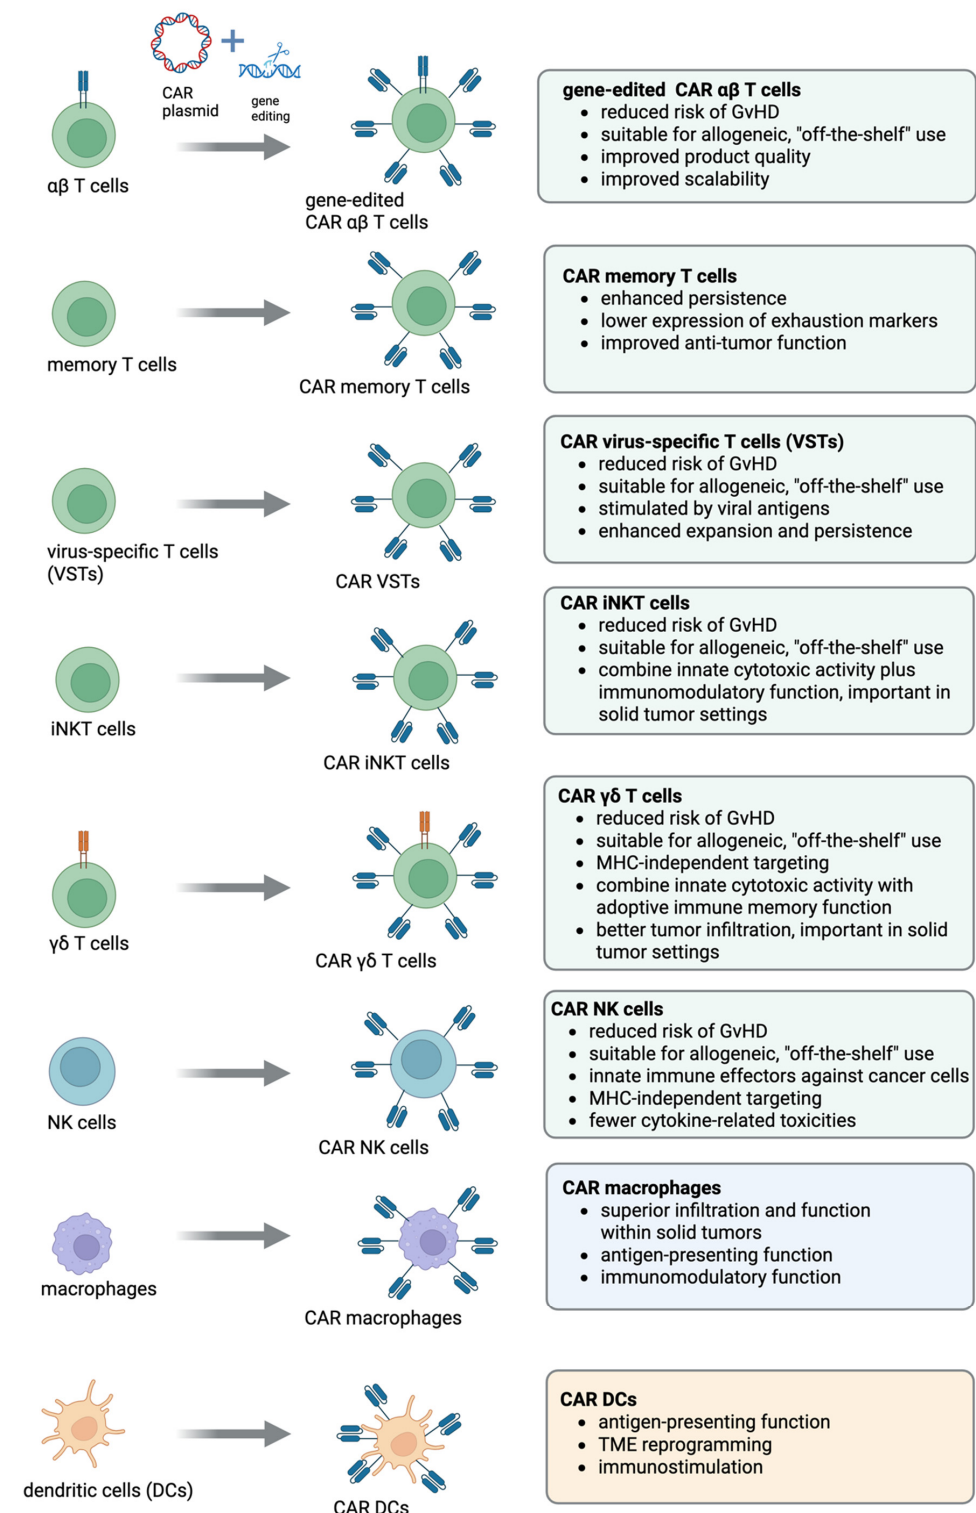 CAR
plasmid
gene
editing
αβ T cells
gene-edited
CAR αβ T cells
gene-edited  CAR αβ T cells
• reduced risk of GvHD
• suitable for allogeneic, "off-the-shelf" use
• improved product quality
• improved scalability
memory T cells
CAR memory T cells
CAR memory T cells
• enhanced persistence
• lower expression of exhaustion markers
• improved anti-tumor function
virus-specific T cells
(VSTs)
CAR VSTs
CAR virus-specific T cells (VSTs)
• reduced risk of GvHD
• suitable for allogeneic, "off-the-shelf" use
• stimulated by viral antigens
• enhanced expansion and persistence
iNKT cells
CAR iNKT cells
CAR iNKT cells
• reduced risk of GvHD
• suitable for allogeneic, "off-the-shelf" use
• combine innate cytotoxic activity plus
immunomodulatory function, important in
solid tumor settings
γδ T cells
CAR γδ T cells
CAR γδ T cells
• reduced risk of GvHD
• suitable for allogeneic, "off-the-shelf" use
• MHC-independent targeting
• combine innate cytotoxic activity with
adoptive immune memory function
• better tumor infiltration, important in solid
tumor settings
NK cells
CAR NK cells
CAR NK cells
• reduced risk of GvHD
• suitable for allogeneic, "off-the-shelf" use
• innate immune effectors against cancer cells
• MHC-independent targeting
• fewer cytokine-related toxicities
macrophages
CAR macrophages
CAR macrophages
• superior infiltration and function
within solid tumors
• antigen-presenting function
• immunomodulatory function
dendritic cells (DCs)
CAR DCs
CAR DCs
• antigen-presenting function
• TME reprogramming
• immunostimulation